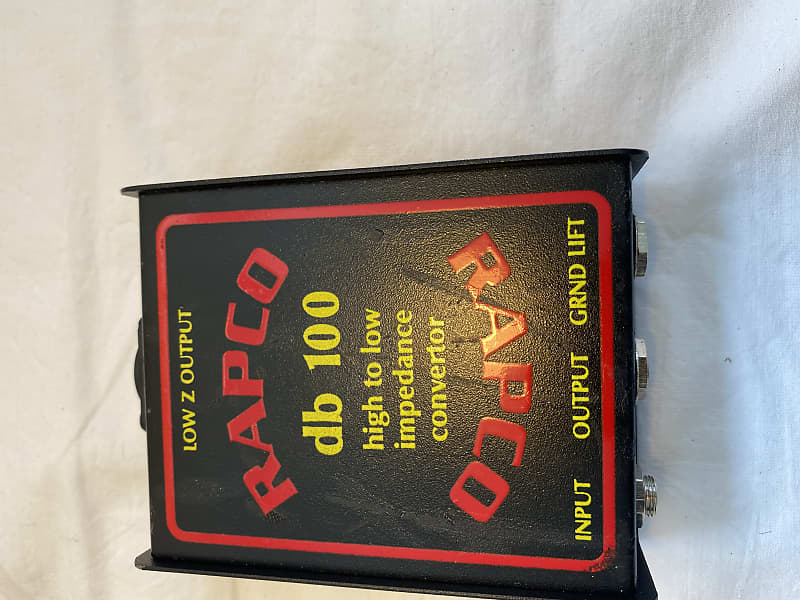 LOW Z OUTPUT
RAPCO
db 100
high to low
impedance
convertor
RAPCO
INPUT OUTPUT GRND LIFT